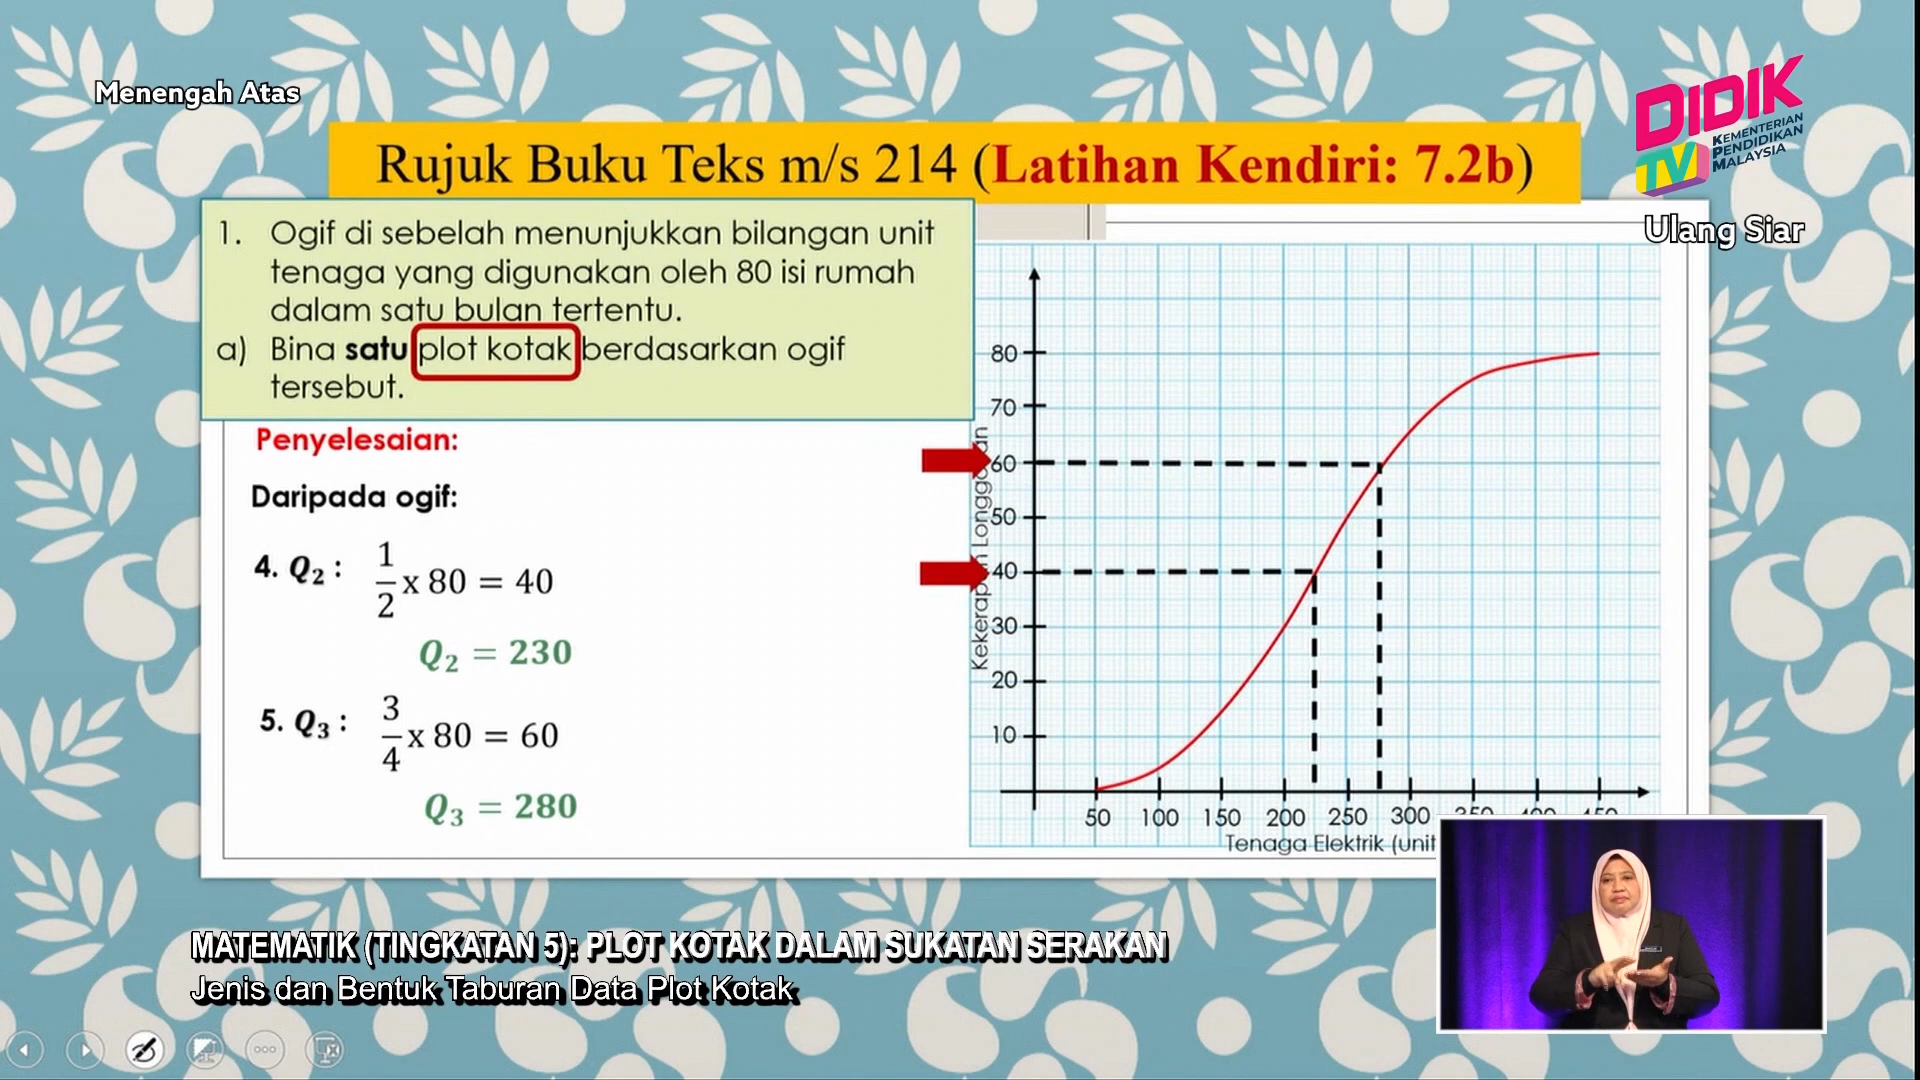 Menengah Atas
DIDIK
TV
KEMENTERIAN
PENDIDIKAN
MALAYSIA
Ulang Siar
Rujuk Buku Teks m/s 214 (Latihan Kendiri: 7.2b)
1. Ogif di sebelah menunjukkan bilangan unit
tenaga yang digunakan oleh 80 isi rumah
dalam satu bulan tertentu.
a) Bina satu plot kotak berdasarkan ogif
tersebut.
Penyelesaian:
Daripada ogif:
4. Q₂ : 1/2 x 80 = 40
Q₂ = 230
5. Q₃ : 3/4 x 80 = 60
Q₃ = 280
80
70
60
50
40
30
20
10
50 100 150 200 250 300 350 400 450
Tenaga Elektrik (unit
MATEMATIK (TINGKATAN 5): PLOT KOTAK DALAM SUKATAN SERAKAN
Jenis dan Bentuk Taburan Data Plot Kotak